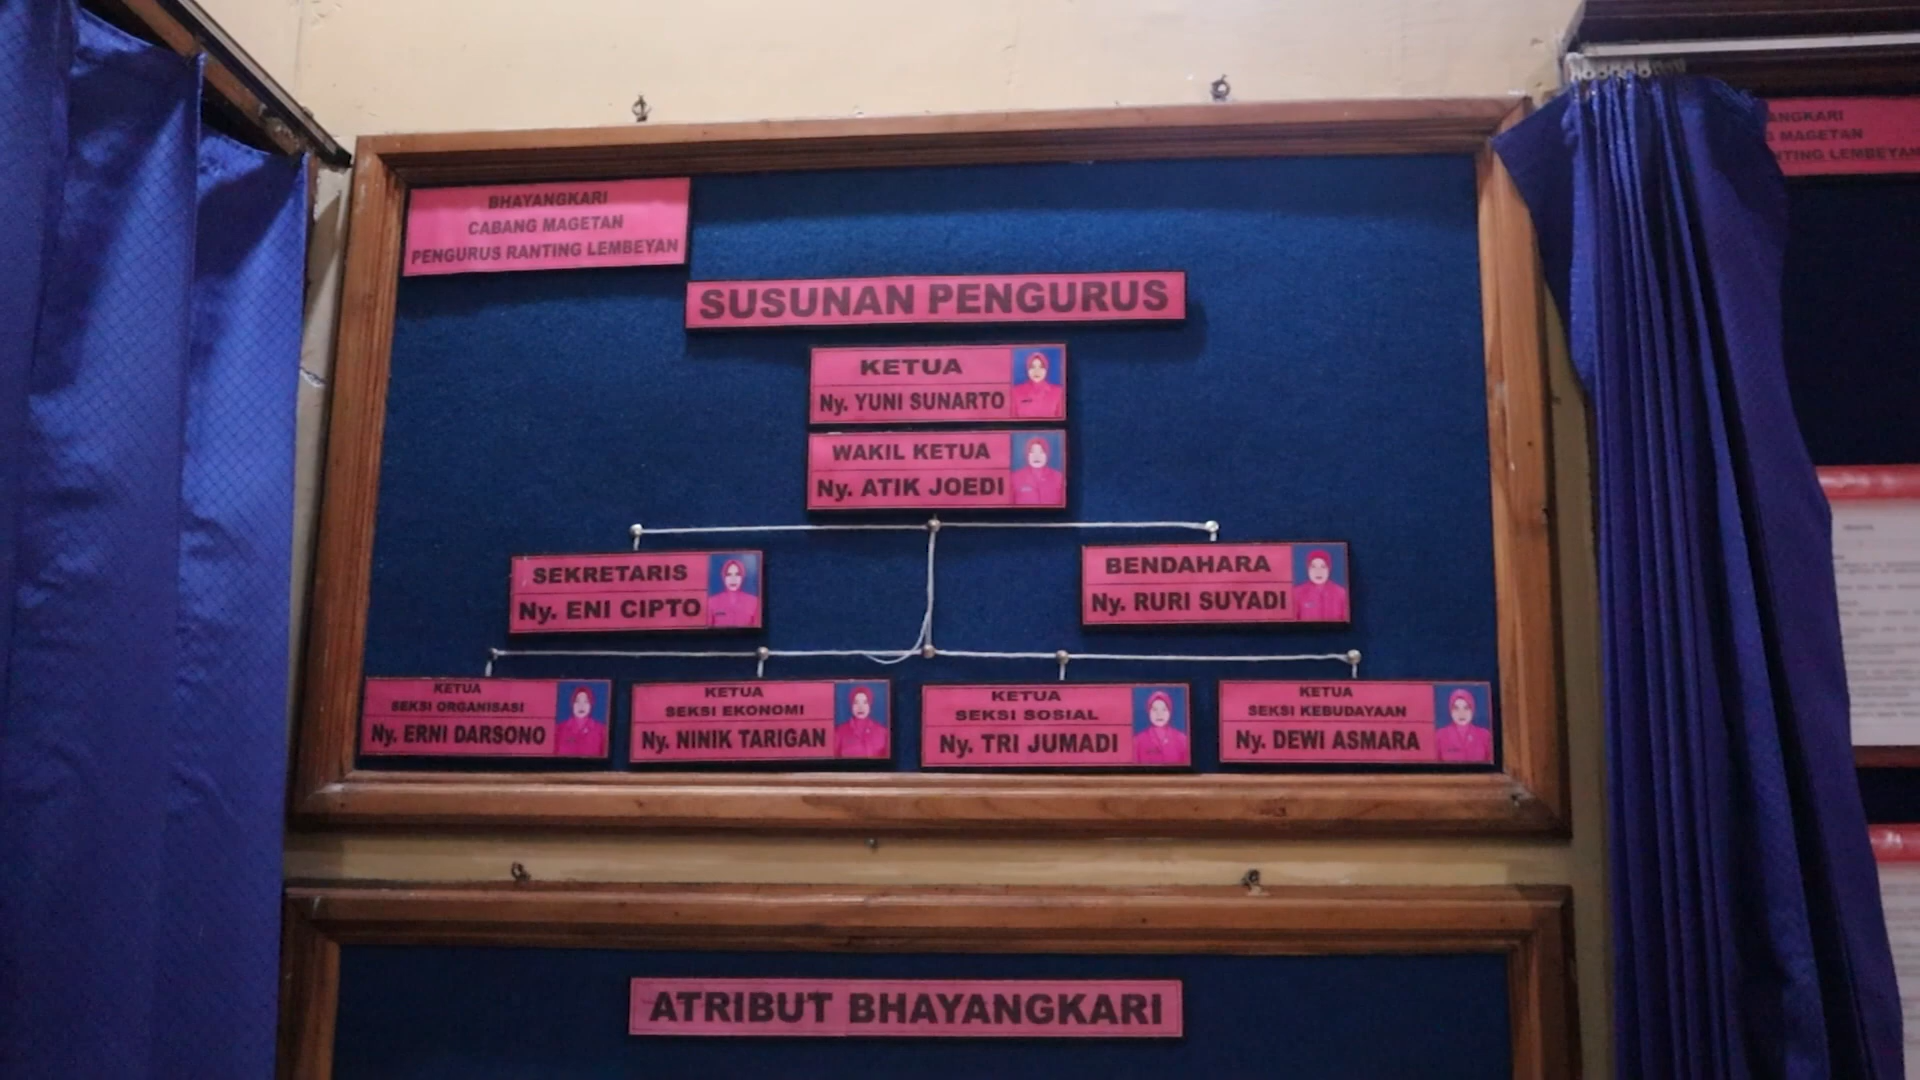 BHAYANGKARI
CABANG MAGETAN
PENGURUS RANTING LEMBEYAN
SUSUNAN PENGURUS
KETUA
Ny. YUNI SUNARTO
WAKIL KETUA
Ny. ATIK JOEDI
SEKRETARIS
Ny. ENI CIPTO
BENDAHARA
Ny. RURI SUYADI
KETUA
SEKSI ORGANISASI
Ny. ERNI DARSONO
KETUA
SEKSI EKONOMI
Ny. NINIK TARIGAN
KETUA
SEKSI SOSIAL
Ny. TRI JUMADI
KETUA
SEKSI KEBUDAYAAN
Ny. DEWI ASMARA
ATRIBUT BHAYANGKARI
MAGETAN
LEMBEYAN